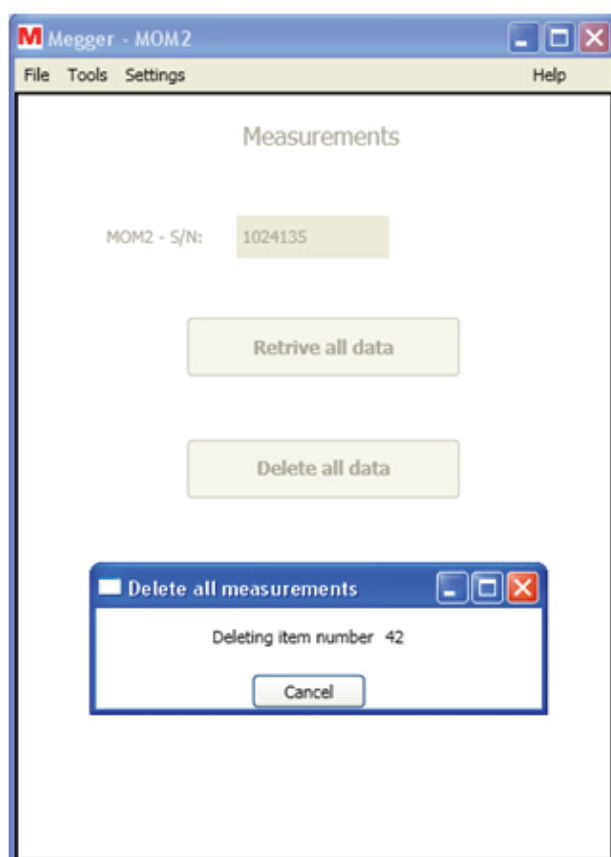 M Megger - MOM2
File Tools Settings Help
Measurements
MOM2 - S/N: 1024135
Retrive all data
Delete all data
Delete all measurements
Deleting item number 42
Cancel